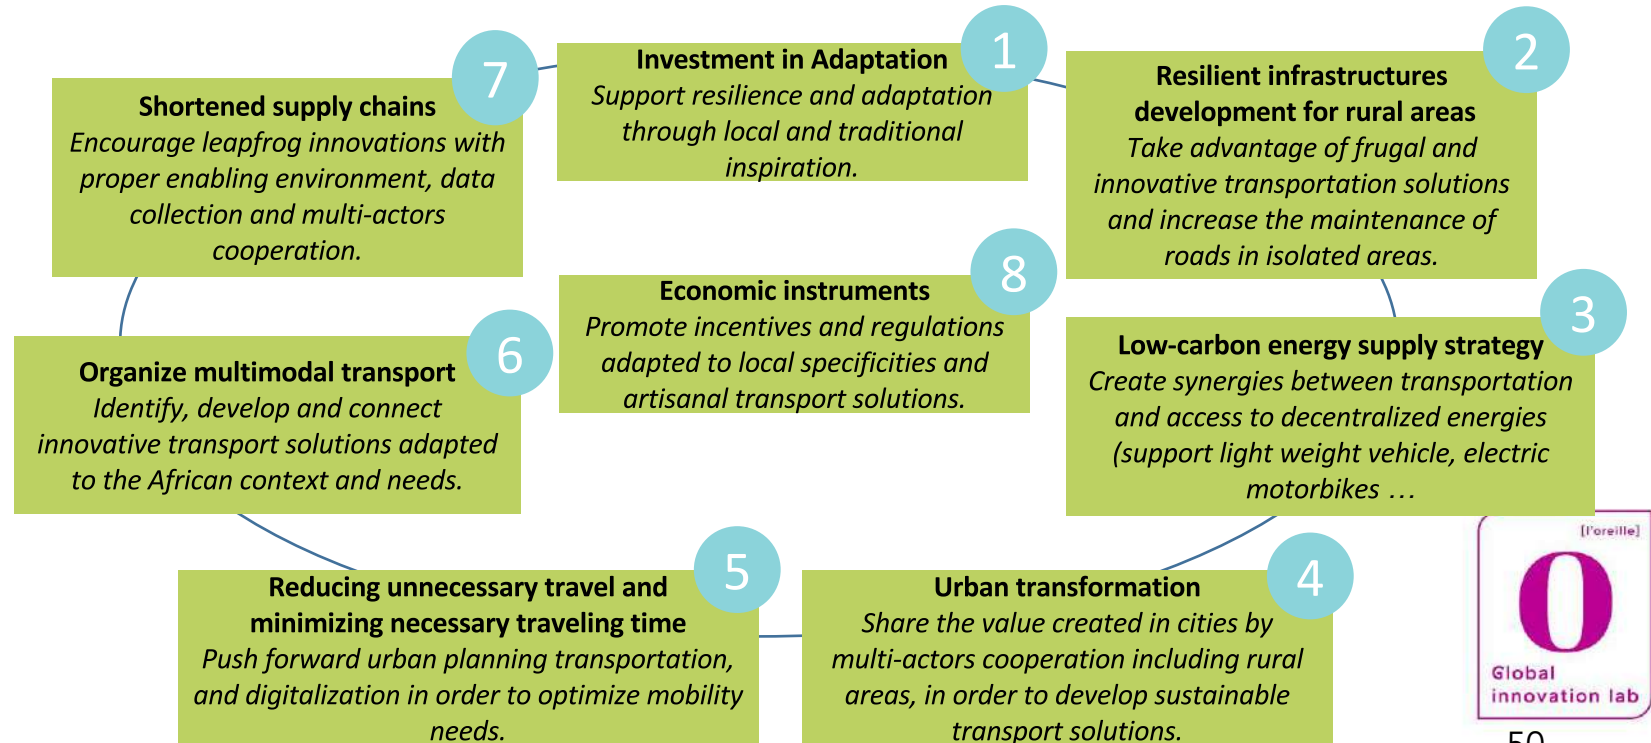 1
Investment in Adaptation
Support resilience and adaptation
through local and traditional
inspiration.
2
Resilient infrastructures
development for rural areas
Take advantage of frugal and
innovative transportation solutions
and increase the maintenance of
roads in isolated areas.
3
Low-carbon energy supply strategy
Create synergies between transportation
and access to decentralized energies
(support light weight vehicle, electric
motorbikes …
4
Urban transformation
Share the value created in cities by
multi-actors cooperation including rural
areas, in order to develop sustainable
transport solutions.
5
Reducing unnecessary travel and
minimizing necessary traveling time
Push forward urban planning transportation,
and digitalization in order to optimize mobility
needs.
6
Organize multimodal transport
Identify, develop and connect
innovative transport solutions adapted
to the African context and needs.
7
Shortened supply chains
Encourage leapfrog innovations with
proper enabling environment, data
collection and multi-actors
cooperation.
8
Economic instruments
Promote incentives and regulations
adapted to local specificities and
artisanal transport solutions.
[l'oreille]
O
Global
innovation lab